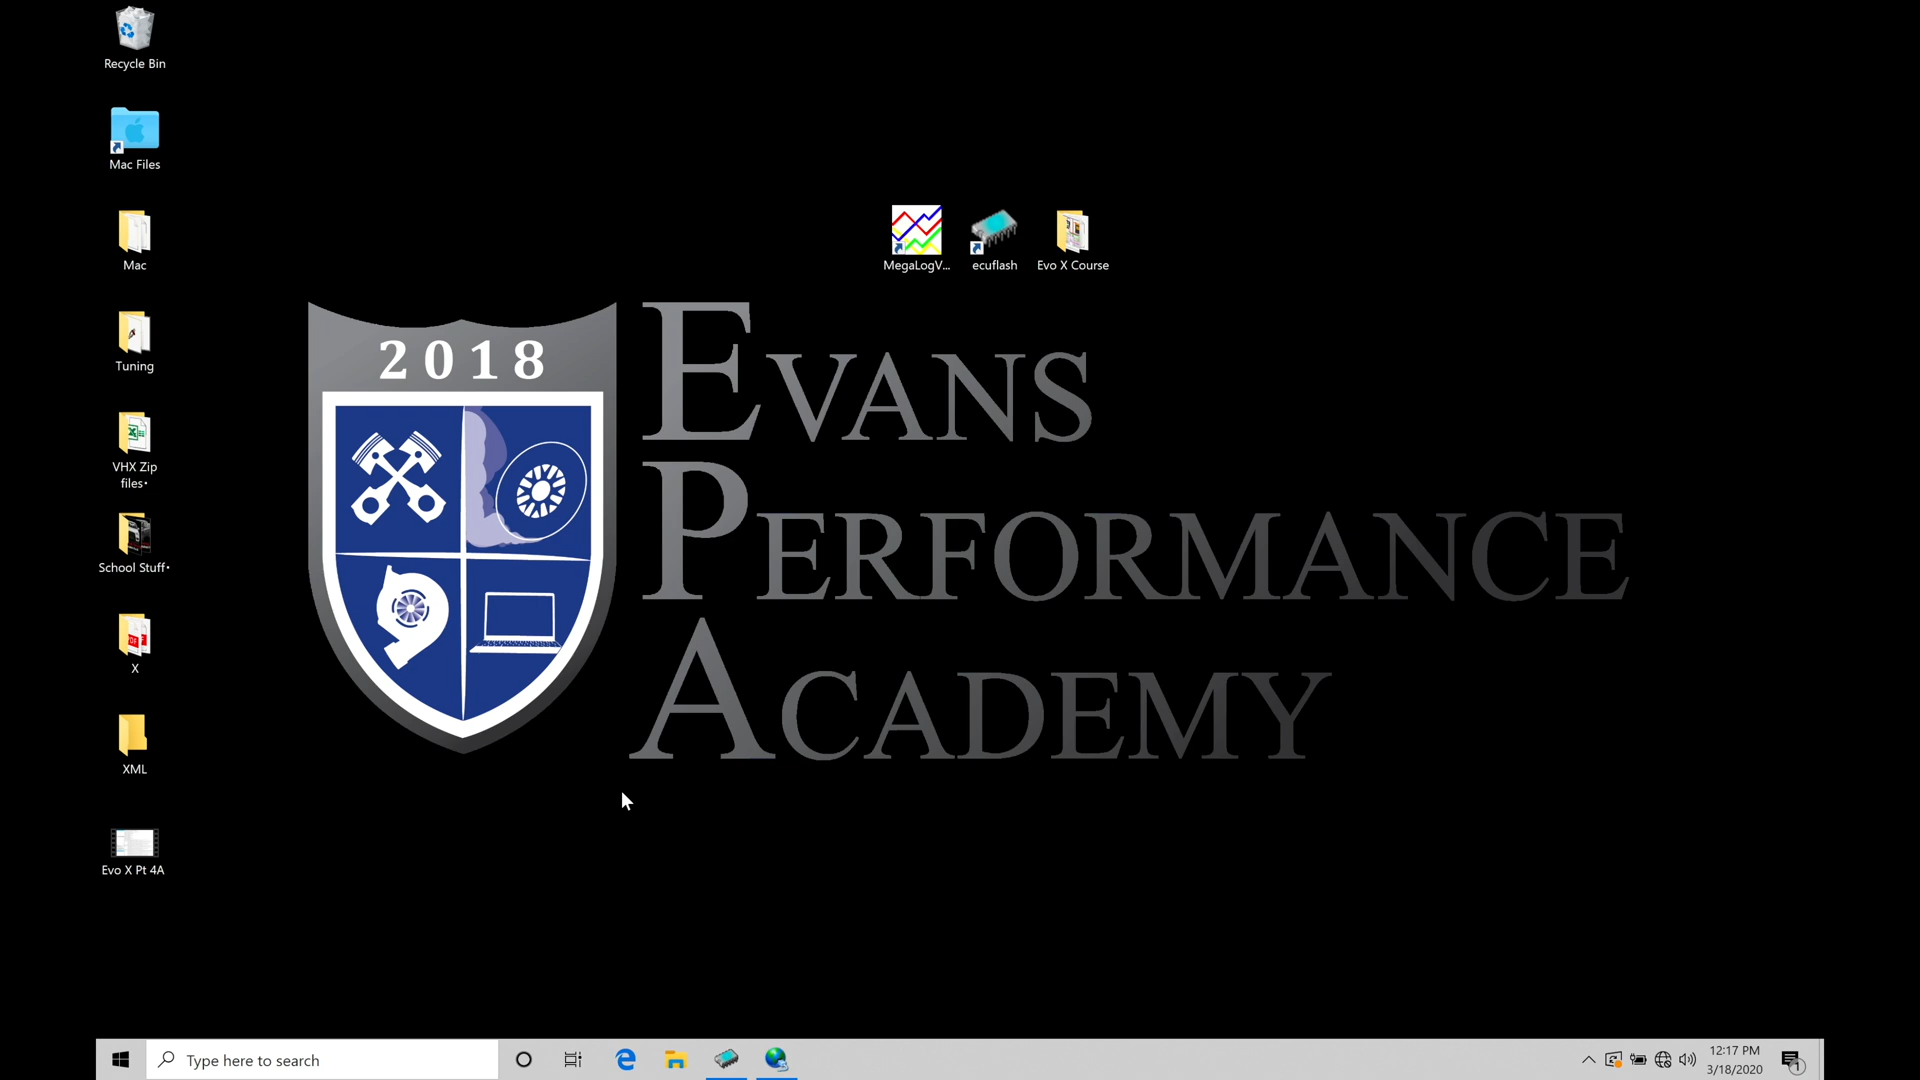 Recycle Bin
Mac Files
Mac
Tuning
VHX Zip
files•
School Stuff•
X
XML
Evo X Pt 4A
MegaLogV...
ecuflash
Evo X Course
2018
EVANS
PERFORMANCE
ACADEMY
Type here to search
12:17 PM
3/18/2020
1